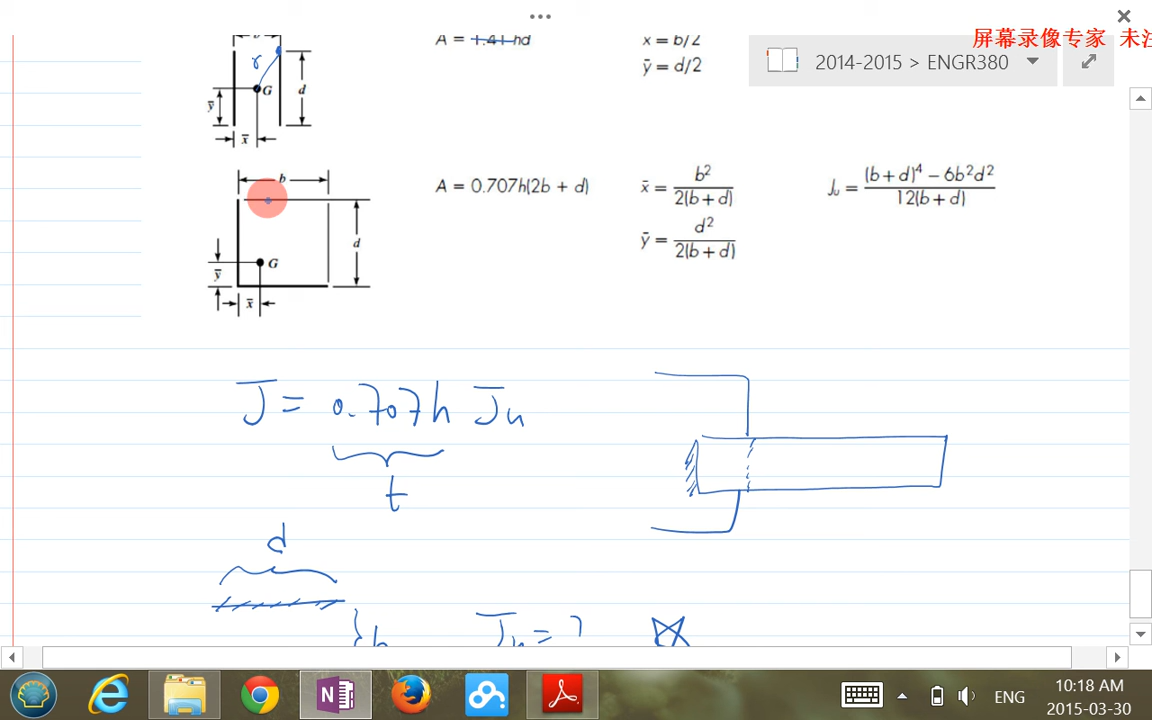 屏幕录像专家 未注
A = 1.41 hd
x̄ = b/2
ȳ = d/2
2014-2015 > ENGR380
r
G
d
ȳ
x̄
b
A = 0.707h(2b + d)
x̄ = b² / 2(b + d)
ȳ = d² / 2(b + d)
Jᵤ = (b + d)⁴ − 6b²d² / 12(b + d)
d
G
ȳ
x̄
J = 0.707h Jᵤ
t
d
b
Jᵤ = ?
ENG
10:18 AM
2015-03-30